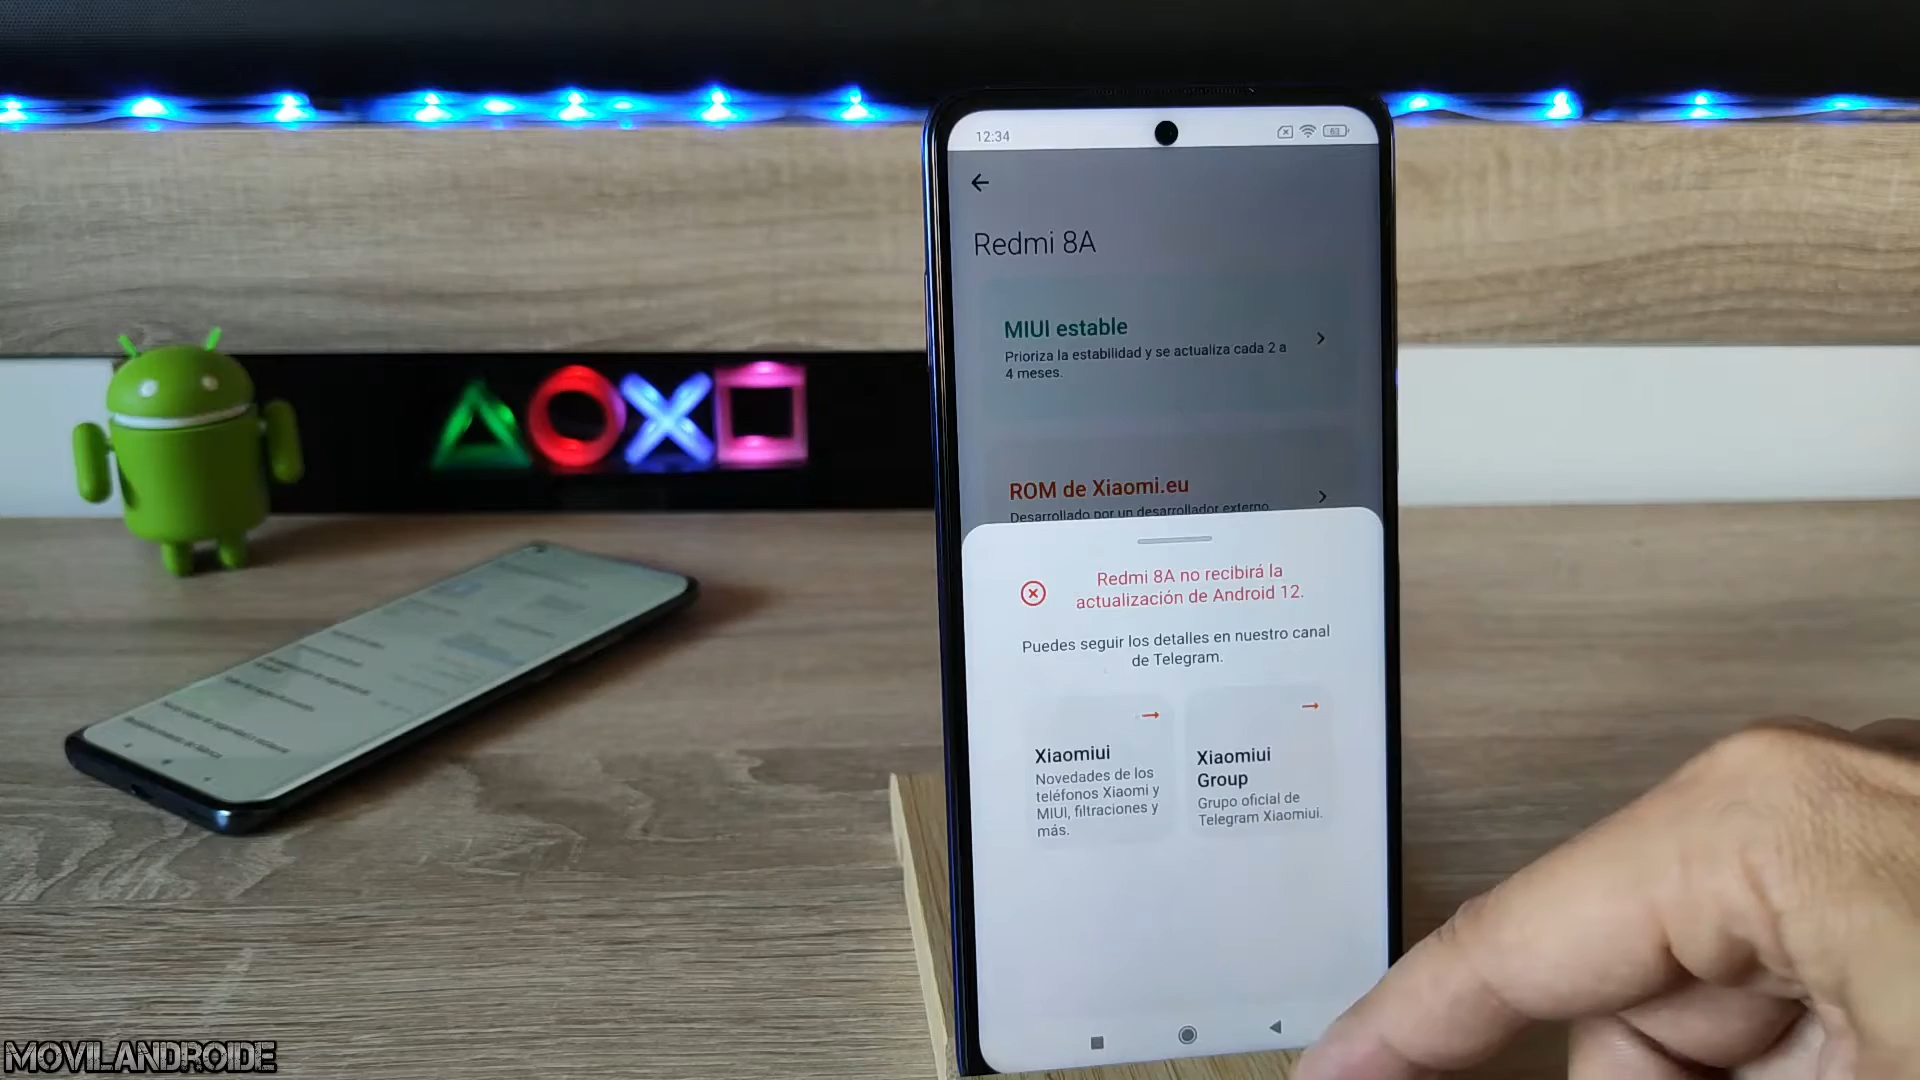 12:34
63
Redmi 8A
MIUI estable
Prioriza la estabilidad y se actualiza cada 2 a
4 meses.
ROM de Xiaomi.eu
Desarrollado por un desarrollador externo
Redmi 8A no recibirá la
actualización de Android 12.
Puedes seguir los detalles en nuestro canal
de Telegram.
Xiaomiui
Novedades de los
teléfonos Xiaomi y
MIUI, filtraciones y
más.
Xiaomiui
Group
Grupo oficial de
Telegram Xiaomiui.
MOVILANDROIDE